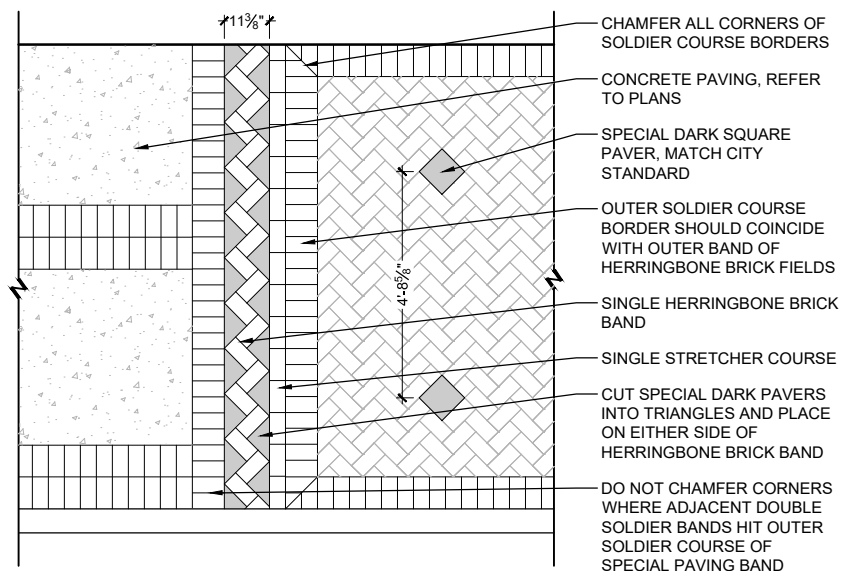 11⅜"
CHAMFER ALL CORNERS OF
SOLDIER COURSE BORDERS
CONCRETE PAVING, REFER
TO PLANS
SPECIAL DARK SQUARE
PAVER, MATCH CITY
STANDARD
OUTER SOLDIER COURSE
BORDER SHOULD COINCIDE
WITH OUTER BAND OF
HERRINGBONE BRICK FIELDS
4'-8⅝"
SINGLE HERRINGBONE BRICK
BAND
SINGLE STRETCHER COURSE
CUT SPECIAL DARK PAVERS
INTO TRIANGLES AND PLACE
ON EITHER SIDE OF
HERRINGBONE BRICK BAND
DO NOT CHAMFER CORNERS
WHERE ADJACENT DOUBLE
SOLDIER BANDS HIT OUTER
SOLDIER COURSE OF
SPECIAL PAVING BAND